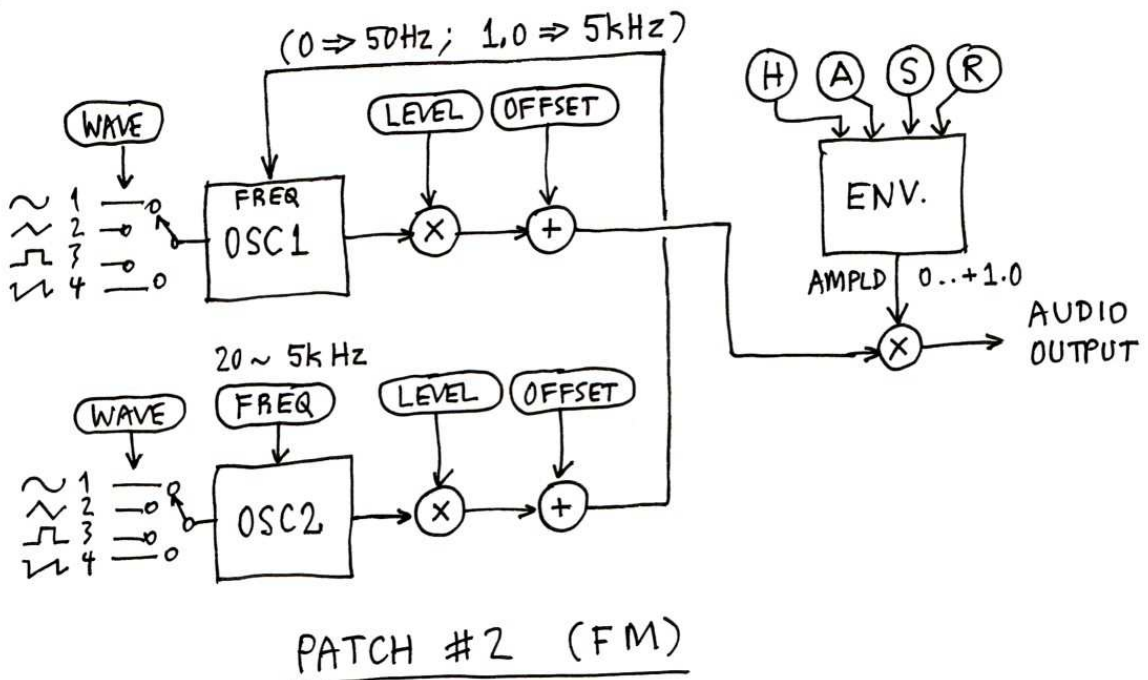 (0 ⇒ 50Hz; 1.0 ⇒ 5kHz)
H A S R
WAVE
LEVEL
OFFSET
1
2
3
4
FREQ
OSC1
×
+
ENV.
AMPLD 0..+1.0
×
AUDIO
OUTPUT
20 ~ 5k Hz
WAVE
FREQ
LEVEL
OFFSET
1
2
3
4
OSC2
×
+
PATCH #2 (FM)